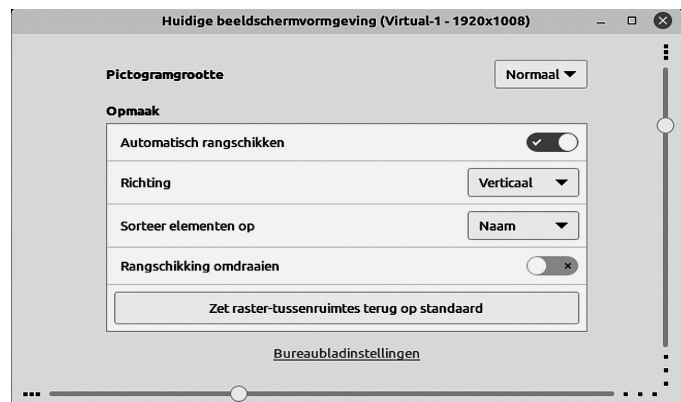 Huidige beeldschermvormgeving (Virtual-1 - 1920x1008)
Pictogramgrootte Normaal
Opmaak
Automatisch rangschikken
Richting Verticaal
Sorteer elementen op Naam
Rangschikking omdraaien
Zet raster-tussenruimtes terug op standaard
Bureaubladinstellingen